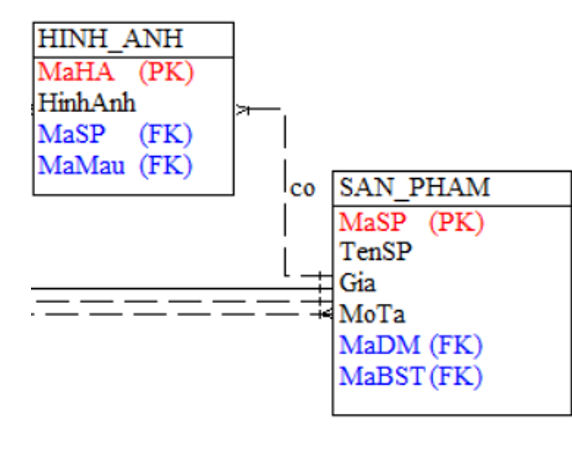 HINH_ANH
MaHA (PK)
HinhAnh
MaSP (FK)
MaMau (FK)
co
SAN_PHAM
MaSP (PK)
TenSP
Gia
MoTa
MaDM (FK)
MaBST (FK)